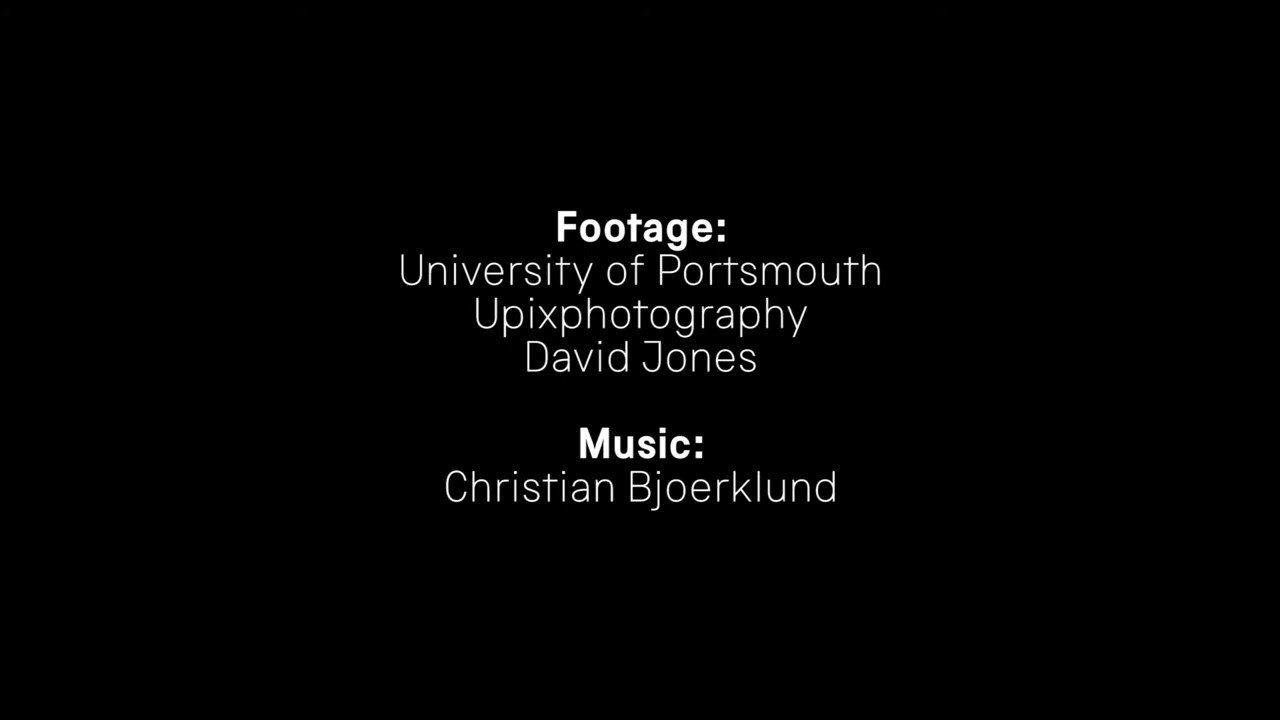 Footage:
University of Portsmouth
Upixphotography
David Jones
Music:
Christian Bjoerklund